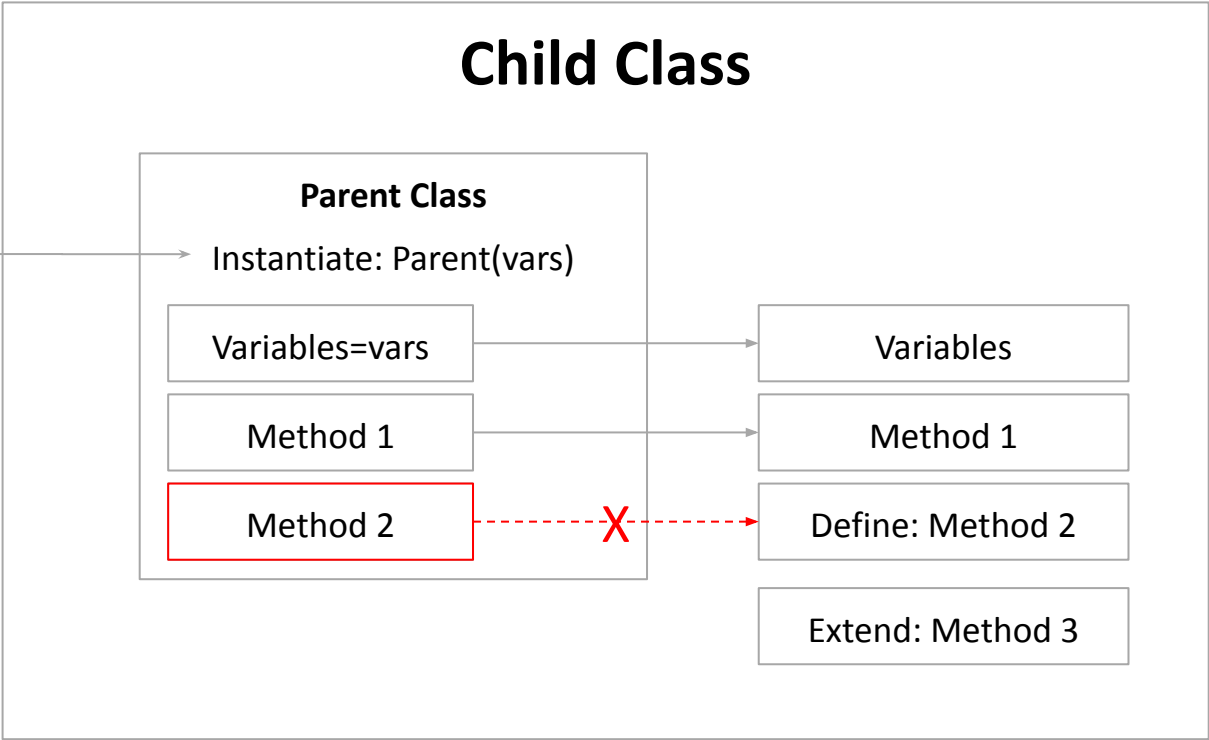 Child Class
Parent Class
Instantiate: Parent(vars)
Variables=vars
Variables
Method 1
Method 1
Method 2
X
Define: Method 2
Extend: Method 3